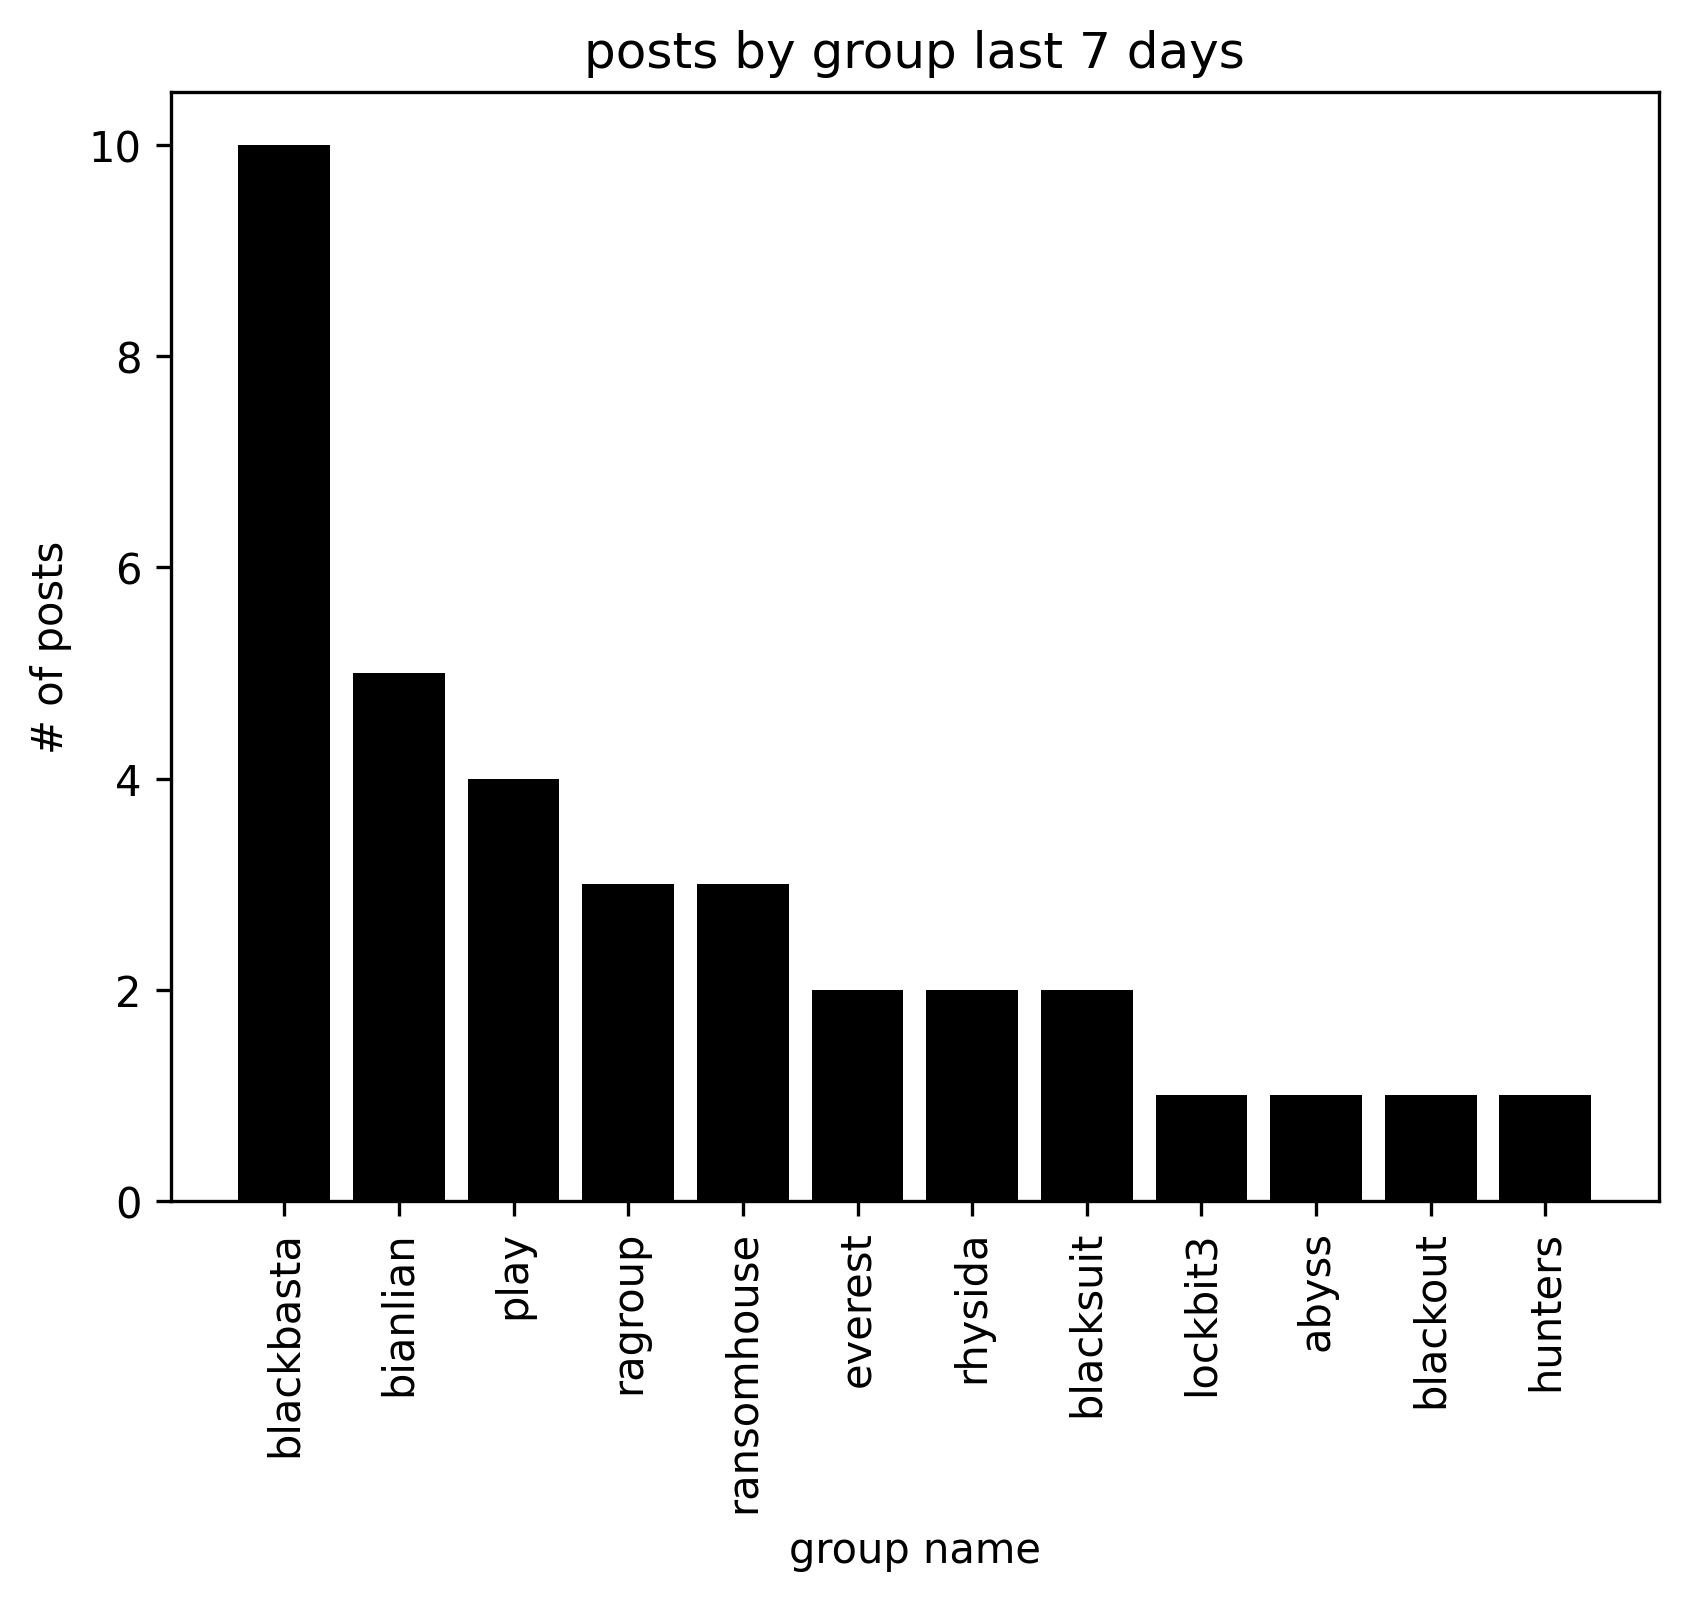 posts by group last 7 days
10
8
6
4
2
0
# of posts
blackbasta
bianlian
play
ragroup
ransomhouse
everest
rhysida
blacksuit
lockbit3
abyss
blackout
hunters
group name